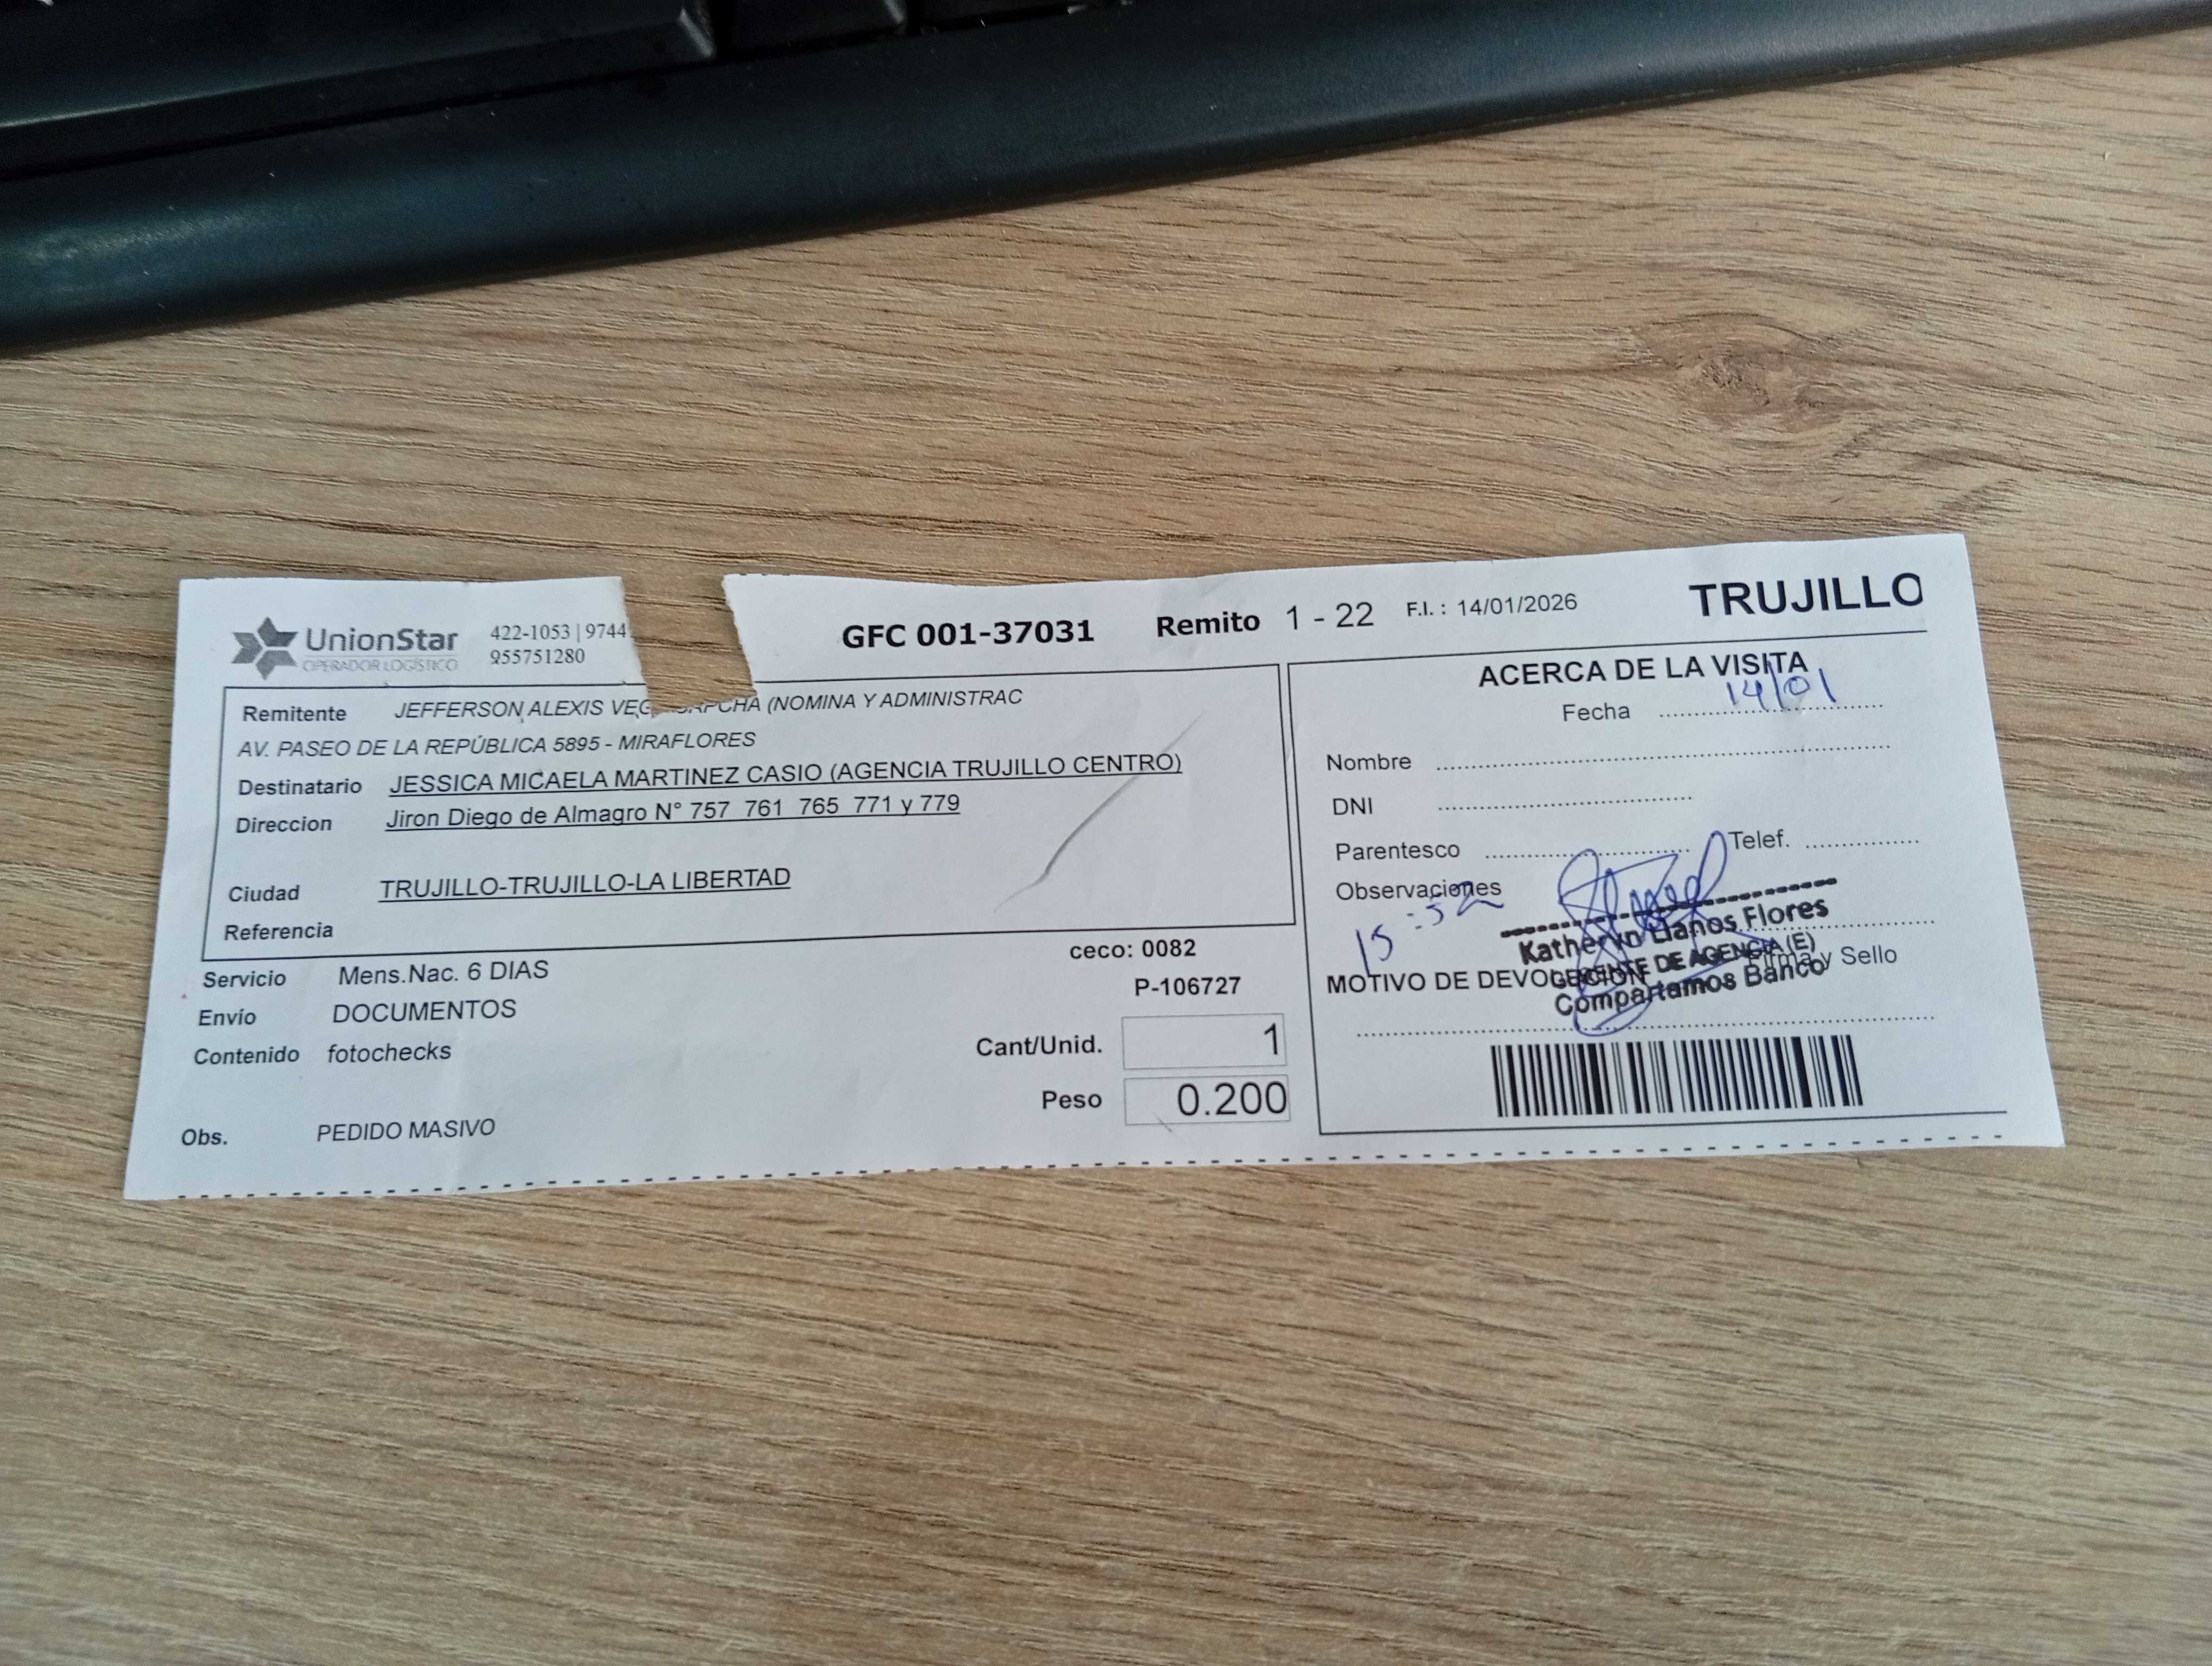 UnionStar
OPERADOR LOGÍSTICO
422-1053 | 9744
955751280
GFC 001-37031
Remito 1 - 22
F.I. : 14/01/2026
TRUJILLO
Remitente JEFFERSON ALEXIS (NOMINA Y ADMINISTRAC
AV. PASEO DE LA REPÚBLICA 5895 - MIRAFLORES
Destinatario JESSICA MICAELA MARTINEZ CASIO (AGENCIA TRUJILLO CENTRO)
Direccion Jiron Diego de Almagro N° 757 761 765 771 y 779
Ciudad TRUJILLO-TRUJILLO-LA LIBERTAD
Referencia
Servicio Mens.Nac. 6 DIAS
Envío DOCUMENTOS
Contenido fotochecks
Obs. PEDIDO MASIVO
ceco: 0082
P-106727
Cant/Unid. 1
Peso 0.200
ACERCA DE LA VISITA
Fecha 14/01
Nombre
DNI
Parentesco
Telef.
Observaciones
15:52
Katheryn Llanos Flores
GERENTE DE AGENCIA (E)
Compartamos Banco
Firma y Sello
MOTIVO DE DEVOLUCION